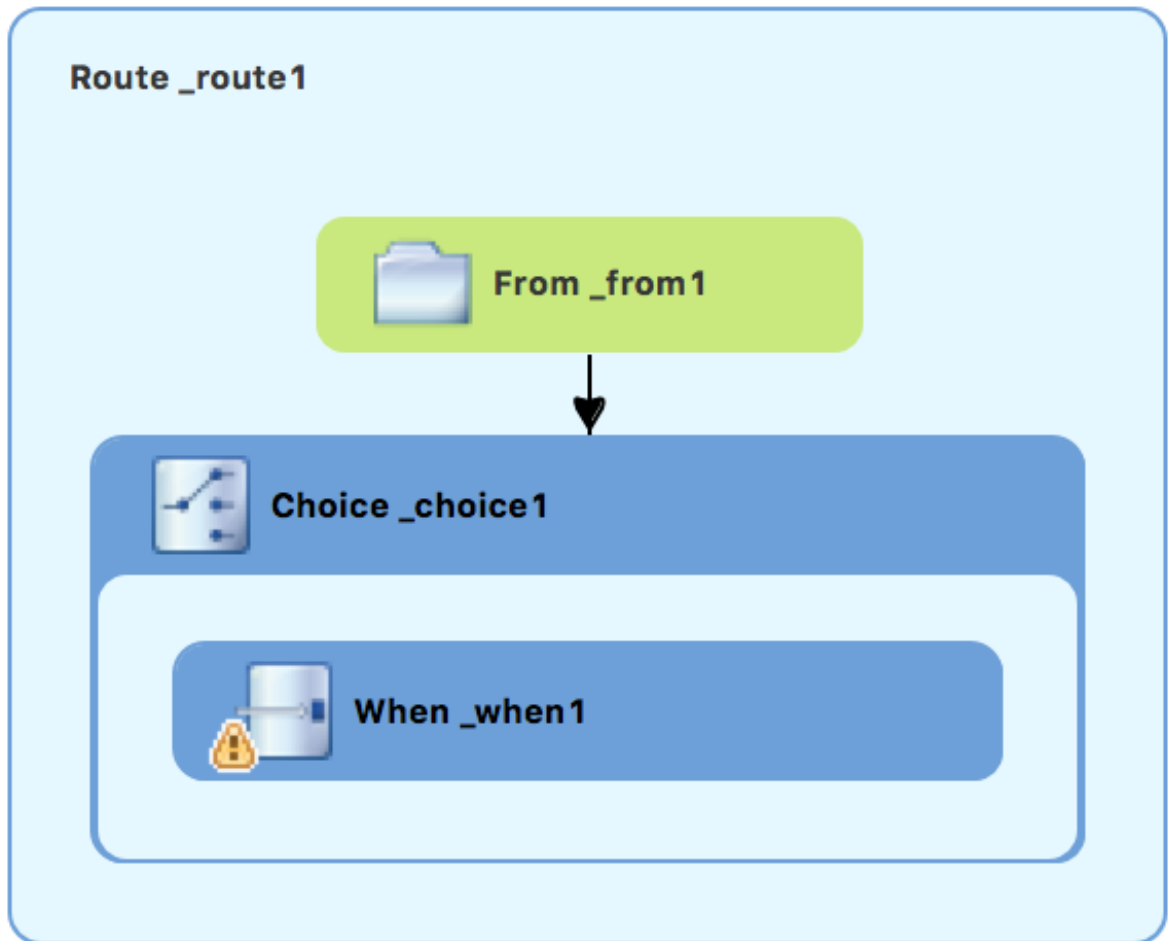 Route _route1
From _from1
Choice _choice1
When _when1